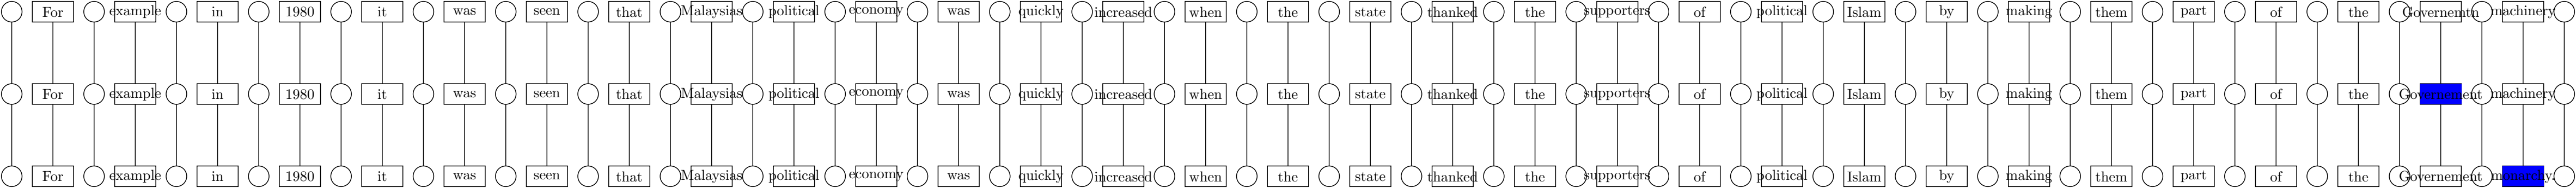 For example in 1980 it was seen that Malaysias political economy was quickly increased when the state thanked the supporters of political Islam by making them part of the Governemtn machinery
For example in 1980 it was seen that Malaysias political economy was quickly increased when the state thanked the supporters of political Islam by making them part of the Governement machinery
For example in 1980 it was seen that Malaysias political economy was quickly increased when the state thanked the supporters of political Islam by making them part of the Governement